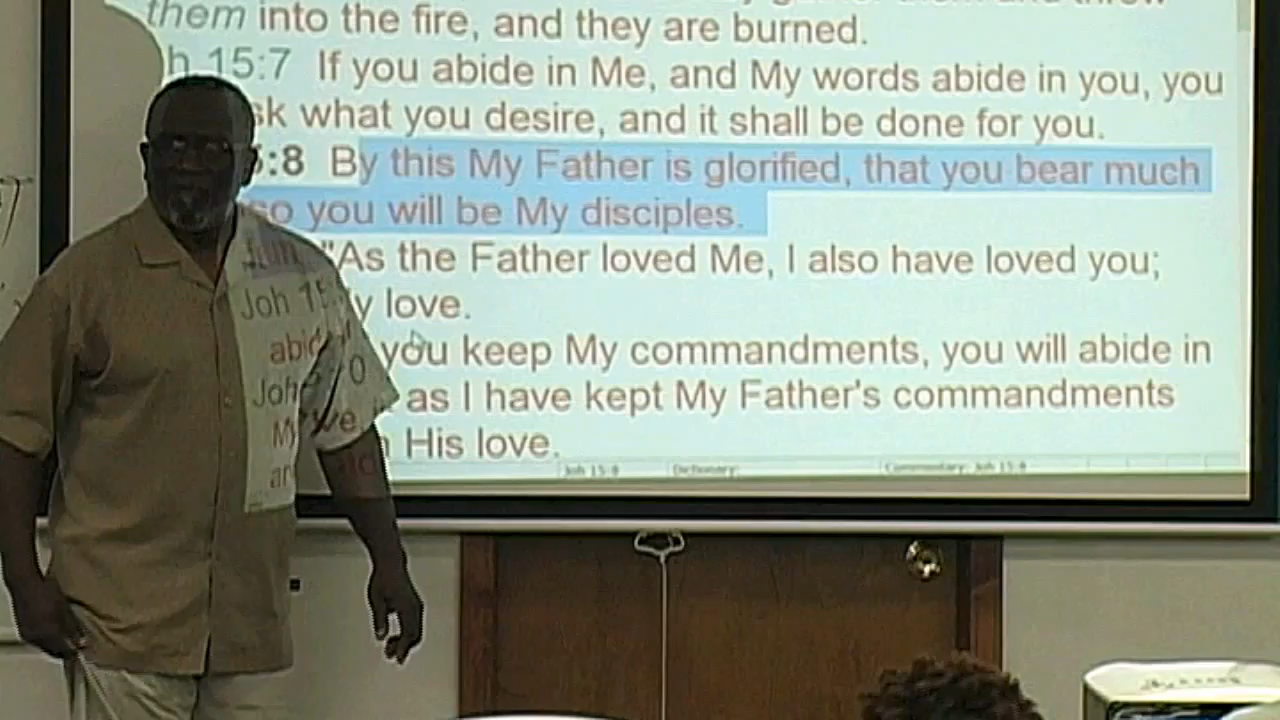 them into the fire, and they are burned.
h 15:7 If you abide in Me, and My words abide in you, you
sk what you desire, and it shall be done for you.
:8 By this My Father is glorified, that you bear much
so you will be My disciples.
"As the Father loved Me, I also have loved you;
Joh 15 y love.
abid you keep My commandments, you will abide in
Joh 0 as I have kept My Father's commandments
My His love.
Joh 15:8 Dictionary: Commentary: Joh 15:8